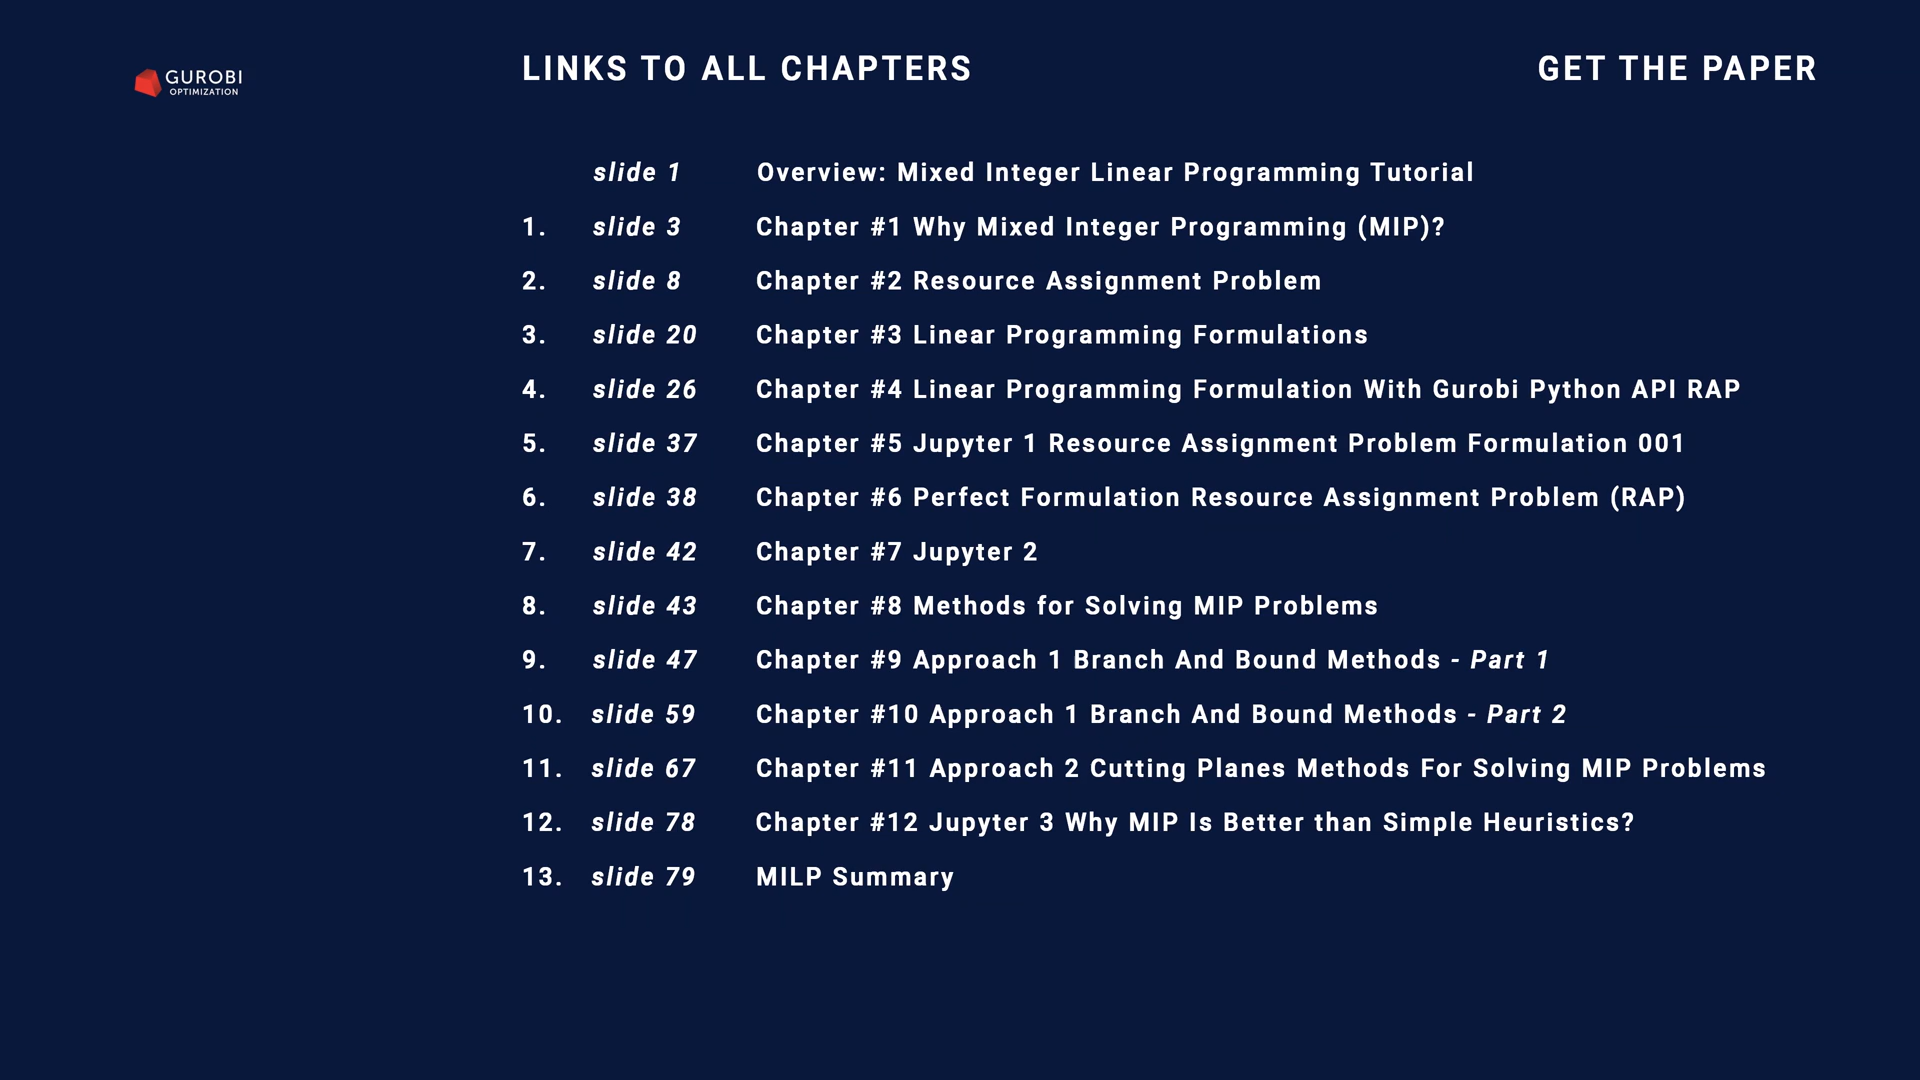 GUROBI
OPTIMIZATION
LINKS TO ALL CHAPTERS
GET THE PAPER
slide 1 Overview: Mixed Integer Linear Programming Tutorial
1. slide 3 Chapter #1 Why Mixed Integer Programming (MIP)?
2. slide 8 Chapter #2 Resource Assignment Problem
3. slide 20 Chapter #3 Linear Programming Formulations
4. slide 26 Chapter #4 Linear Programming Formulation With Gurobi Python API RAP
5. slide 37 Chapter #5 Jupyter 1 Resource Assignment Problem Formulation 001
6. slide 38 Chapter #6 Perfect Formulation Resource Assignment Problem (RAP)
7. slide 42 Chapter #7 Jupyter 2
8. slide 43 Chapter #8 Methods for Solving MIP Problems
9. slide 47 Chapter #9 Approach 1 Branch And Bound Methods - Part 1
10. slide 59 Chapter #10 Approach 1 Branch And Bound Methods - Part 2
11. slide 67 Chapter #11 Approach 2 Cutting Planes Methods For Solving MIP Problems
12. slide 78 Chapter #12 Jupyter 3 Why MIP Is Better than Simple Heuristics?
13. slide 79 MILP Summary